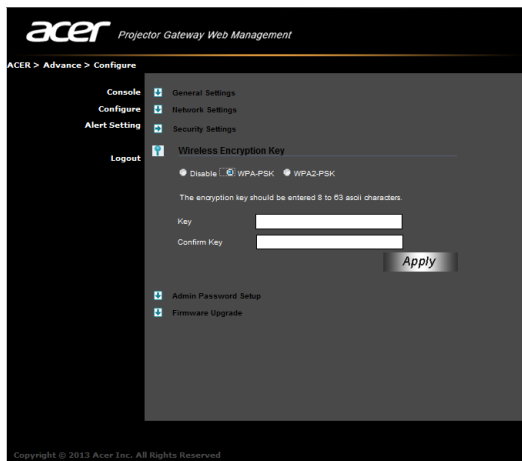 acer Projector Gateway Web Management
ACER > Advance > Configure
Console
Configure
Alert Setting
Logout
General Settings
Network Settings
Security Settings
Wireless Encryption Key
Disable WPA-PSK WPA2-PSK
The encryption key should be entered 8 to 63 ascii characters.
Key
Confirm Key
Apply
Admin Password Setup
Firmware Upgrade
Copyright © 2013 Acer Inc. All Rights Reserved